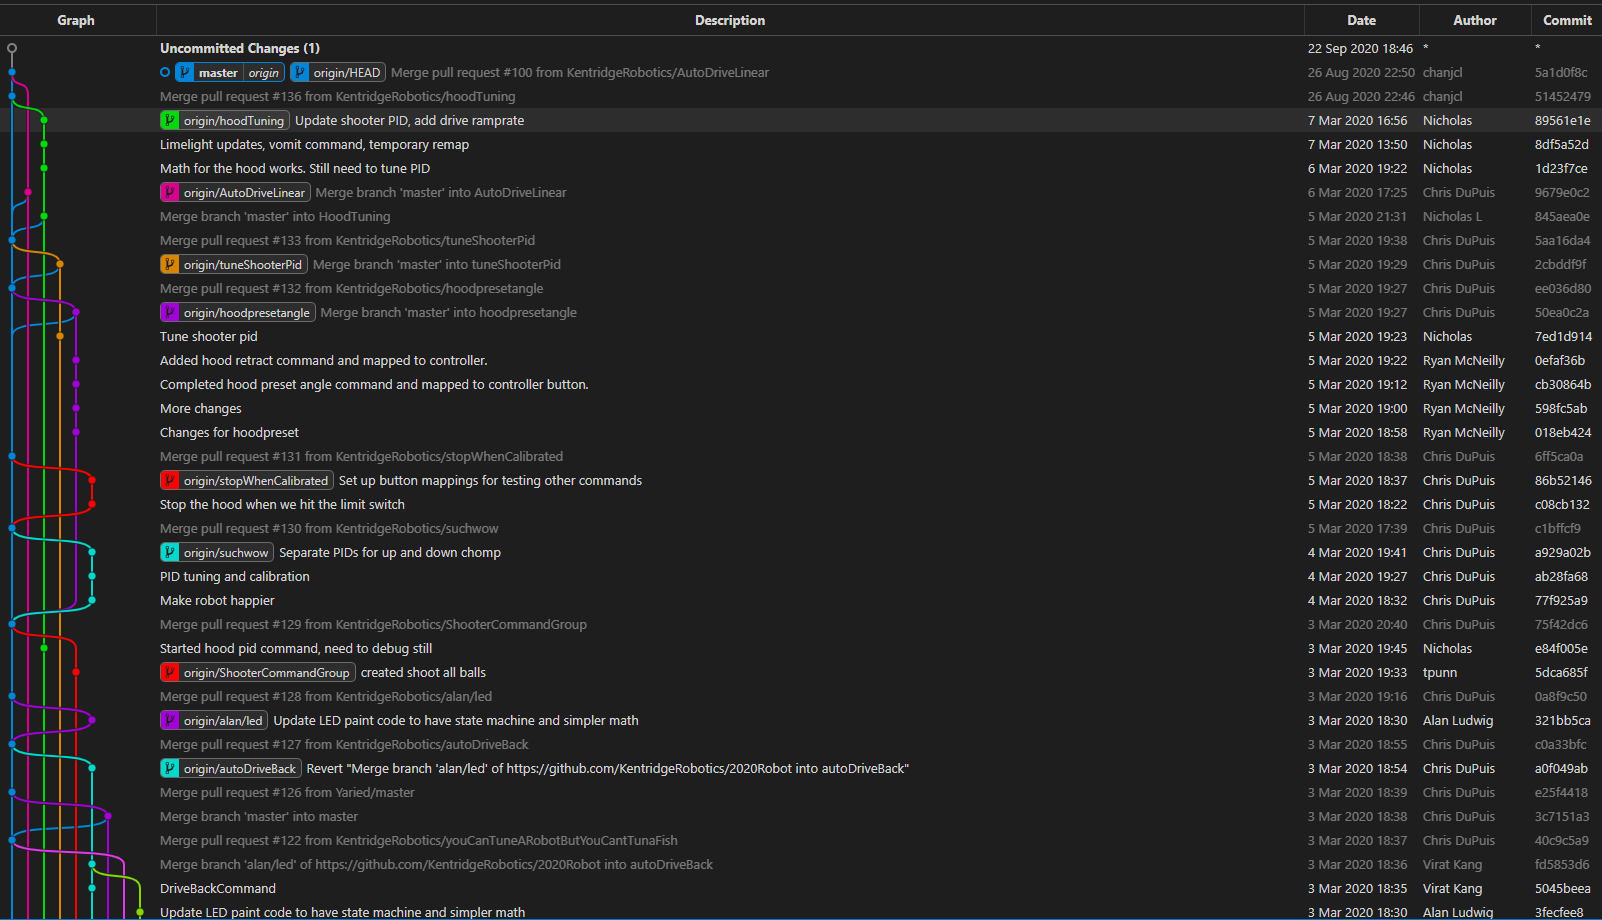 Graph Description Date Author Commit
Uncommitted Changes (1) 22 Sep 2020 18:46 * *
master origin origin/HEAD Merge pull request #100 from KentridgeRobotics/AutoDriveLinear 26 Aug 2020 22:50 chanjcl 5a1d0f8c
Merge pull request #136 from KentridgeRobotics/hoodTuning 26 Aug 2020 22:46 chanjcl 51452479
origin/hoodTuning Update shooter PID, add drive ramprate 7 Mar 2020 16:56 Nicholas 89561e1e
Limelight updates, vomit command, temporary remap 7 Mar 2020 13:50 Nicholas 8df5a52d
Math for the hood works. Still need to tune PID 6 Mar 2020 19:22 Nicholas 1d23f7ce
origin/AutoDriveLinear Merge branch 'master' into AutoDriveLinear 6 Mar 2020 17:25 Chris DuPuis 9679e0c2
Merge branch 'master' into HoodTuning 5 Mar 2020 21:31 Nicholas L 845aea0e
Merge pull request #133 from KentridgeRobotics/tuneShooterPid 5 Mar 2020 19:38 Chris DuPuis 5aa16da4
origin/tuneShooterPid Merge branch 'master' into tuneShooterPid 5 Mar 2020 19:29 Chris DuPuis 2cbddf9f
Merge pull request #132 from KentridgeRobotics/hoodpresetangle 5 Mar 2020 19:27 Chris DuPuis ee036d80
origin/hoodpresetangle Merge branch 'master' into hoodpresetangle 5 Mar 2020 19:27 Chris DuPuis 50ea0c2a
Tune shooter pid 5 Mar 2020 19:23 Nicholas 7ed1d914
Added hood retract command and mapped to controller. 5 Mar 2020 19:22 Ryan McNeilly 0efaf36b
Completed hood preset angle command and mapped to controller button. 5 Mar 2020 19:12 Ryan McNeilly cb30864b
More changes 5 Mar 2020 19:00 Ryan McNeilly 598fc5ab
Changes for hoodpreset 5 Mar 2020 18:58 Ryan McNeilly 018eb424
Merge pull request #131 from KentridgeRobotics/stopWhenCalibrated 5 Mar 2020 18:38 Chris DuPuis 6ff5ca0a
origin/stopWhenCalibrated Set up button mappings for testing other commands 5 Mar 2020 18:37 Chris DuPuis 86b52146
Stop the hood when we hit the limit switch 5 Mar 2020 18:22 Chris DuPuis c08cb132
Merge pull request #130 from KentridgeRobotics/suchwow 5 Mar 2020 17:39 Chris DuPuis c1bffcf9
origin/suchwow Separate PIDs for up and down chomp 4 Mar 2020 19:41 Chris DuPuis a929a02b
PID tuning and calibration 4 Mar 2020 19:27 Chris DuPuis ab28fa68
Make robot happier 4 Mar 2020 18:32 Chris DuPuis 77f925a9
Merge pull request #129 from KentridgeRobotics/ShooterCommandGroup 3 Mar 2020 20:40 Chris DuPuis 75f42dc6
Started hood pid command, need to debug still 3 Mar 2020 19:45 Nicholas e84f005e
origin/ShooterCommandGroup created shoot all balls 3 Mar 2020 19:33 tpunn 5dca685f
Merge pull request #128 from KentridgeRobotics/alan/led 3 Mar 2020 19:16 Chris DuPuis 0a8f9c50
origin/alan/led Update LED paint code to have state machine and simpler math 3 Mar 2020 18:30 Alan Ludwig 321bb5ca
Merge pull request #127 from KentridgeRobotics/autoDriveBack 3 Mar 2020 18:55 Chris DuPuis c0a33bfc
origin/autoDriveBack Revert "Merge branch 'alan/led' of https://github.com/KentridgeRobotics/2020Robot into autoDriveBack" 3 Mar 2020 18:54 Chris DuPuis a0f049ab
Merge pull request #126 from Yaried/master 3 Mar 2020 18:39 Chris DuPuis e25f4418
Merge branch 'master' into master 3 Mar 2020 18:38 Chris DuPuis 3c7151a3
Merge pull request #122 from KentridgeRobotics/youCanTuneARobotButYouCantTunaFish 3 Mar 2020 18:37 Chris DuPuis 40c9c5a9
Merge branch 'alan/led' of https://github.com/KentridgeRobotics/2020Robot into autoDriveBack 3 Mar 2020 18:36 Virat Kang fd5853d6
DriveBackCommand 3 Mar 2020 18:35 Virat Kang 5045beea
Update LED paint code to have state machine and simpler math 3 Mar 2020 18:30 Alan Ludwig 3fecfee8